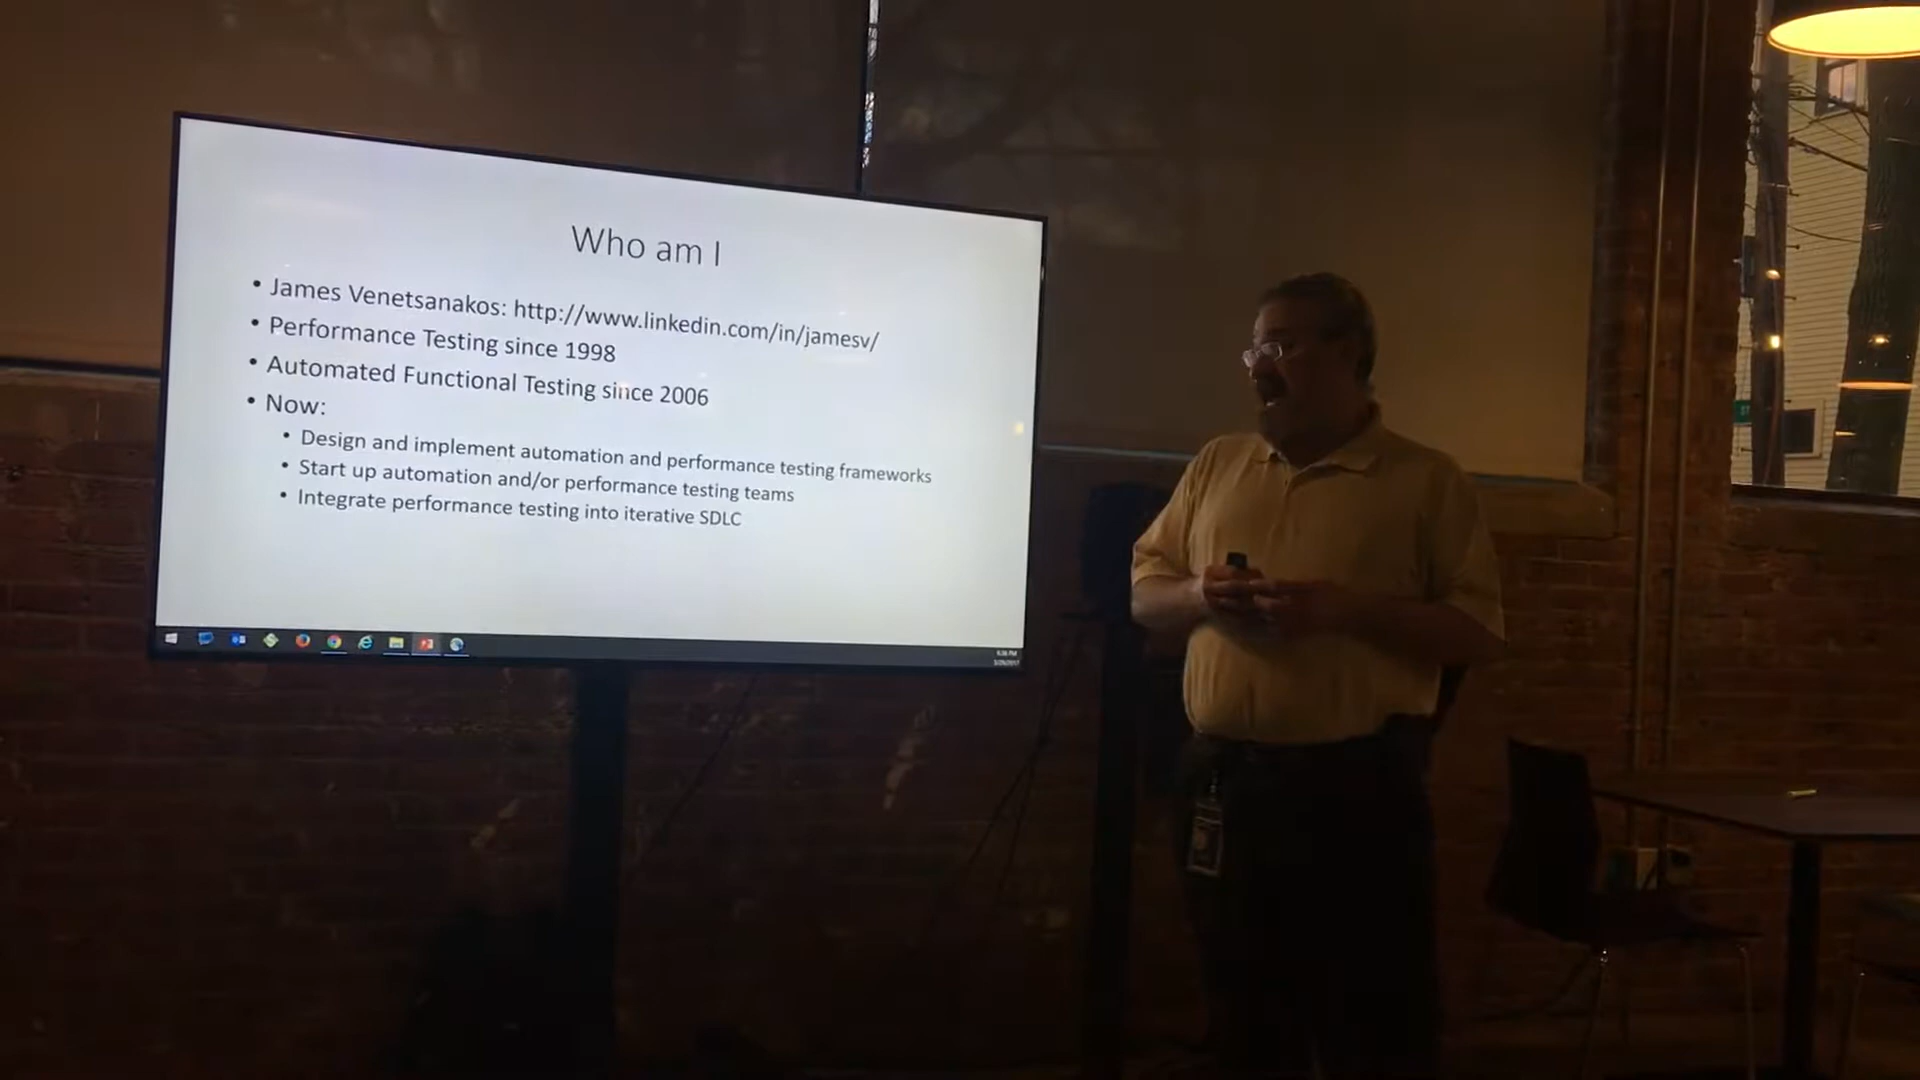 Who am I
• James Venetsanakos: http://www.linkedin.com/in/jamesv/
• Performance Testing since 1998
• Automated Functional Testing since 2006
• Now:
• Design and implement automation and performance testing frameworks
• Start up automation and/or performance testing teams
• Integrate performance testing into iterative SDLC